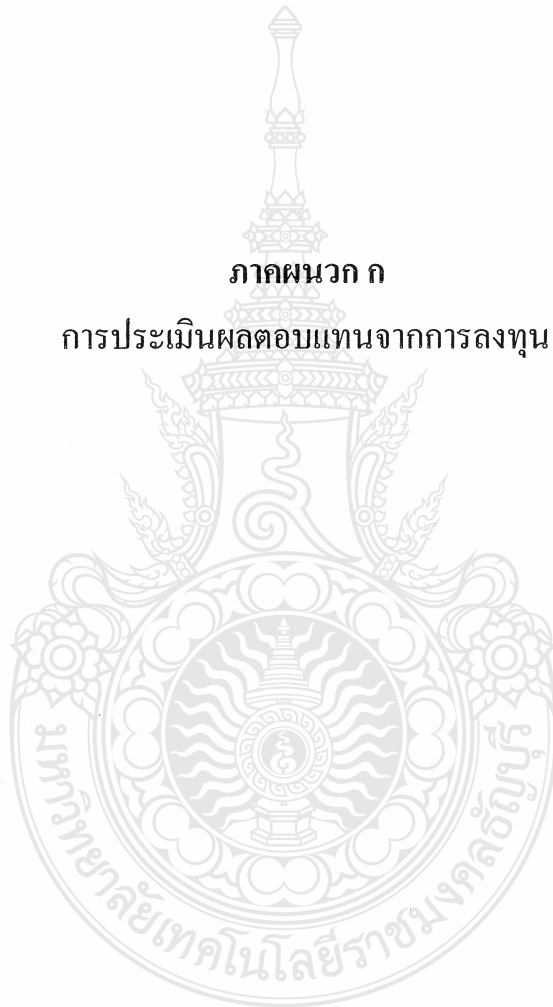 ภาคผนวก ก
การประเมินผลตอบแทนจากการลงทุน
มหาวิทยาลัยเทคโนโลยีราชมงคลธัญบุรี